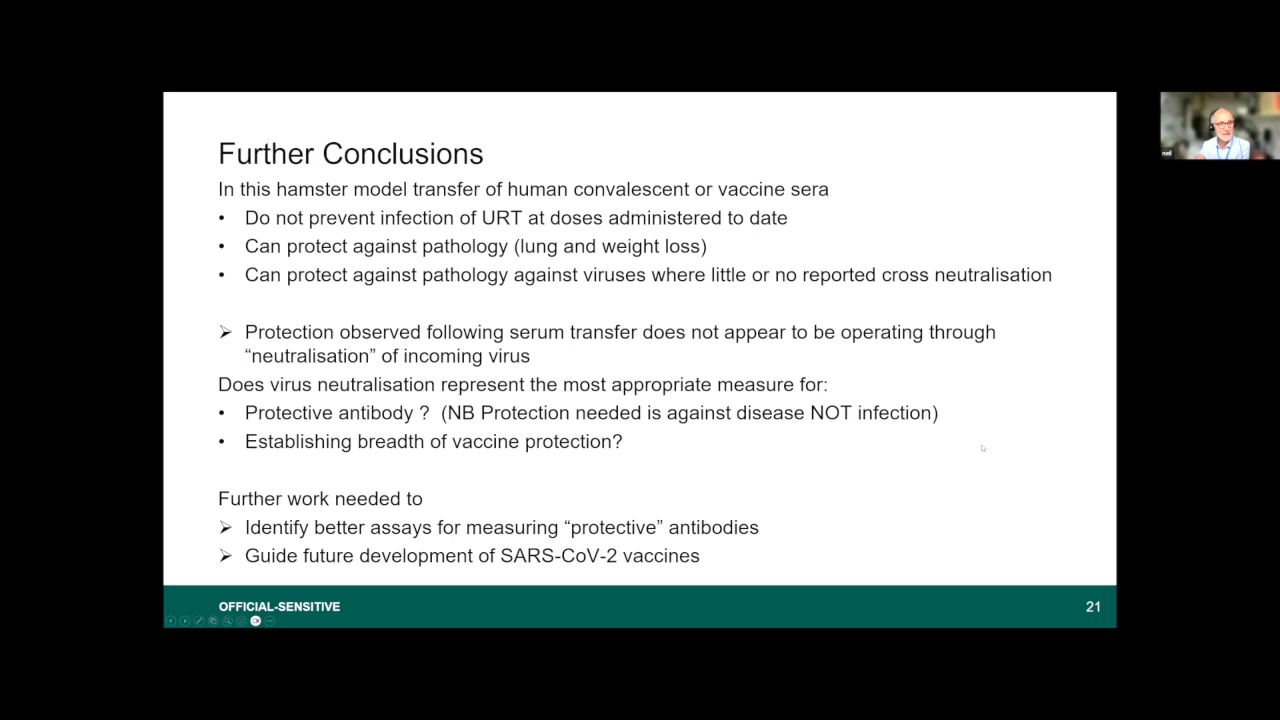 Further Conclusions
In this hamster model transfer of human convalescent or vaccine sera
• Do not prevent infection of URT at doses administered to date
• Can protect against pathology (lung and weight loss)
• Can protect against pathology against viruses where little or no reported cross neutralisation
➢ Protection observed following serum transfer does not appear to be operating through
“neutralisation” of incoming virus
Does virus neutralisation represent the most appropriate measure for:
• Protective antibody ? (NB Protection needed is against disease NOT infection)
• Establishing breadth of vaccine protection?
Further work needed to
➢ Identify better assays for measuring “protective” antibodies
➢ Guide future development of SARS-CoV-2 vaccines
OFFICIAL-SENSITIVE
21
neil